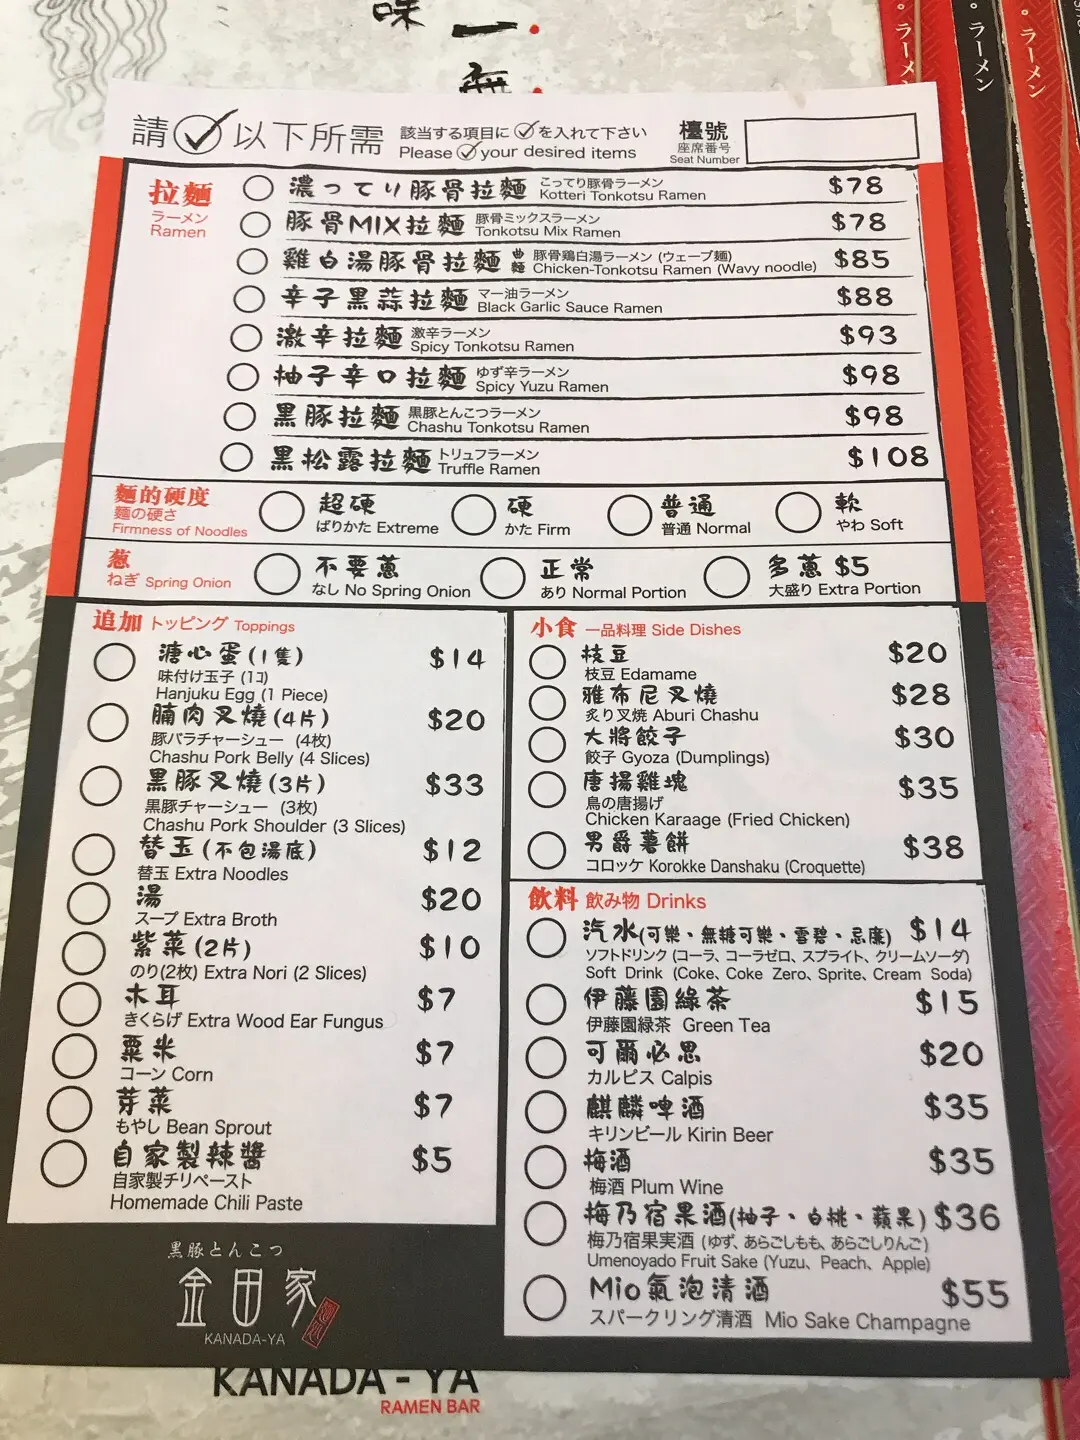 味 一 無
ラーメン
ラーメン
ラーメン
請 以下所需
該当する項目に を入れて下さい
Please your desired items
檯號
座席番号
Seat Number
拉麵
ラーメン
Ramen
濃ってり豚骨拉麵 こってり豚骨ラーメン $78
Kotteri Tonkotsu Ramen
豚骨MIX拉麵 豚骨ミックスラーメン $78
Tonkotsu Mix Ramen
雞白湯豚骨拉麵 曲麵 豚骨鶏白湯ラーメン (ウェーブ麺) $85
Chicken-Tonkotsu Ramen (Wavy noodle)
辛子黑蒜拉麵 マー油ラーメン $88
Black Garlic Sauce Ramen
激辛拉麵 激辛ラーメン $93
Spicy Tonkotsu Ramen
柚子辛口拉麵 ゆず辛ラーメン $98
Spicy Yuzu Ramen
黑豚拉麵 黒豚とんこつラーメン $98
Chashu Tonkotsu Ramen
黑松露拉麵 トリュフラーメン $108
Truffle Ramen
麵的硬度
麺の硬さ
Firmness of Noodles
超硬 硬 普通 軟
ばりかた Extreme かた Firm 普通 Normal やわ Soft
葱
ねぎ Spring Onion
不要蔥 正常 多蔥 $5
なし No Spring Onion あり Normal Portion 大盛り Extra Portion
追加 トッピング Toppings
溏心蛋(1隻) $14
味付け玉子 (1コ)
Hanjuku Egg (1 Piece)
腩肉叉燒(4片) $20
豚バラチャーシュー (4枚)
Chashu Pork Belly (4 Slices)
黑豚叉燒(3片) $33
黒豚チャーシュー (3枚)
Chashu Pork Shoulder (3 Slices)
替玉(不包湯底) $12
替玉 Extra Noodles
湯 $20
スープ Extra Broth
紫菜(2片) $10
のり(2枚) Extra Nori (2 Slices)
木耳 $7
きくらげ Extra Wood Ear Fungus
粟米 $7
コーン Corn
芽菜 $7
もやし Bean Sprout
自家製辣醬 $5
自家製チリペースト
Homemade Chili Paste
小食 一品料理 Side Dishes
枝豆 $20
枝豆 Edamame
雅布尼叉燒 $28
炙り叉焼 Aburi Chashu
大將餃子 $30
餃子 Gyoza (Dumplings)
唐揚雞塊 $35
鳥の唐揚げ
Chicken Karaage (Fried Chicken)
男爵薯餅 $38
コロッケ Korokke Danshaku (Croquette)
飲料 飲み物 Drinks
汽水(可樂、無糖可樂、雪碧、忌廉) $14
ソフトドリンク (コーラ、コーラゼロ、スプライト、クリームソーダ)
Soft Drink (Coke, Coke Zero, Sprite, Cream Soda)
伊藤園綠茶 $15
伊藤園緑茶 Green Tea
可爾必思 $20
カルピス Calpis
麒麟啤酒 $35
キリンビール Kirin Beer
梅酒 $35
梅酒 Plum Wine
梅乃宿果酒(柚子、白桃、蘋果) $36
梅乃宿果実酒 (ゆず、あらごしもも、あらごしりんご)
Umenoyado Fruit Sake (Yuzu、Peach、Apple)
Mio氣泡清酒 $55
スパークリング清酒 Mio Sake Champagne
黒豚とんこつ
金田家
KANADA-YA
KANADA - YA
RAMEN BAR